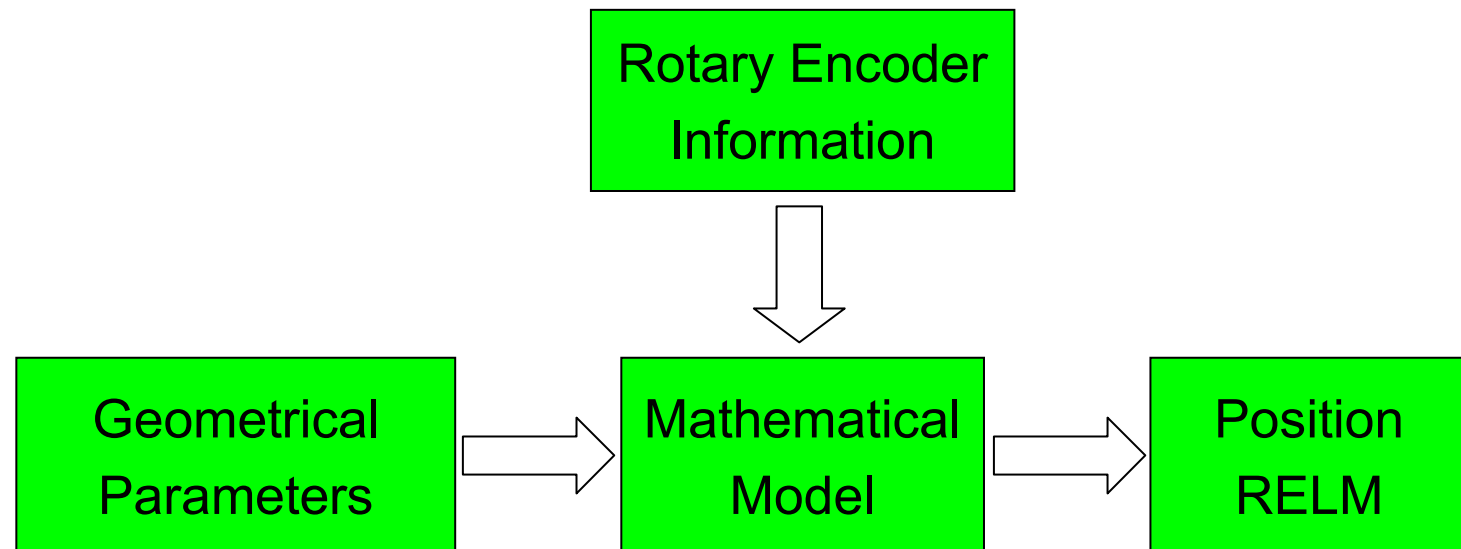 Rotary Encoder
Information
Geometrical
Parameters
Mathematical
Model
Position
RELM